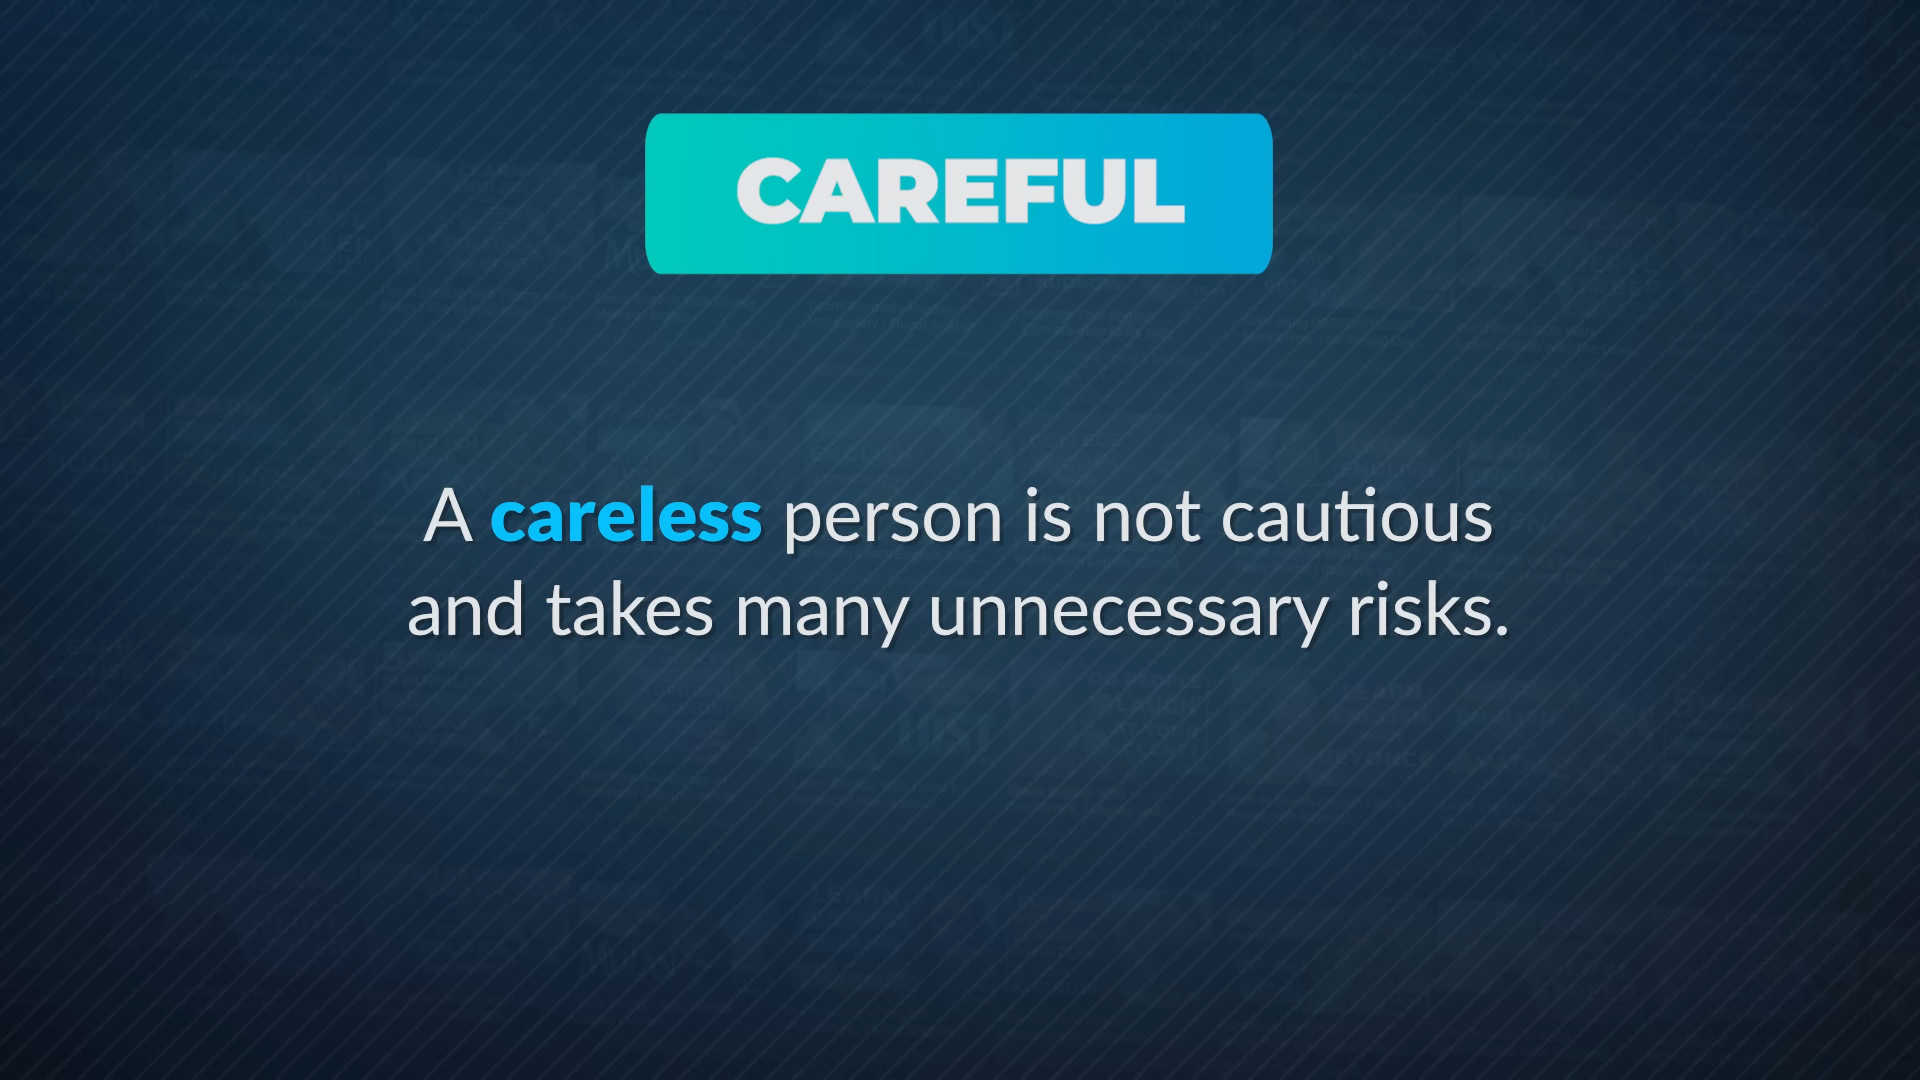 CAREFUL
A careless person is not cautious
and takes many unnecessary risks.